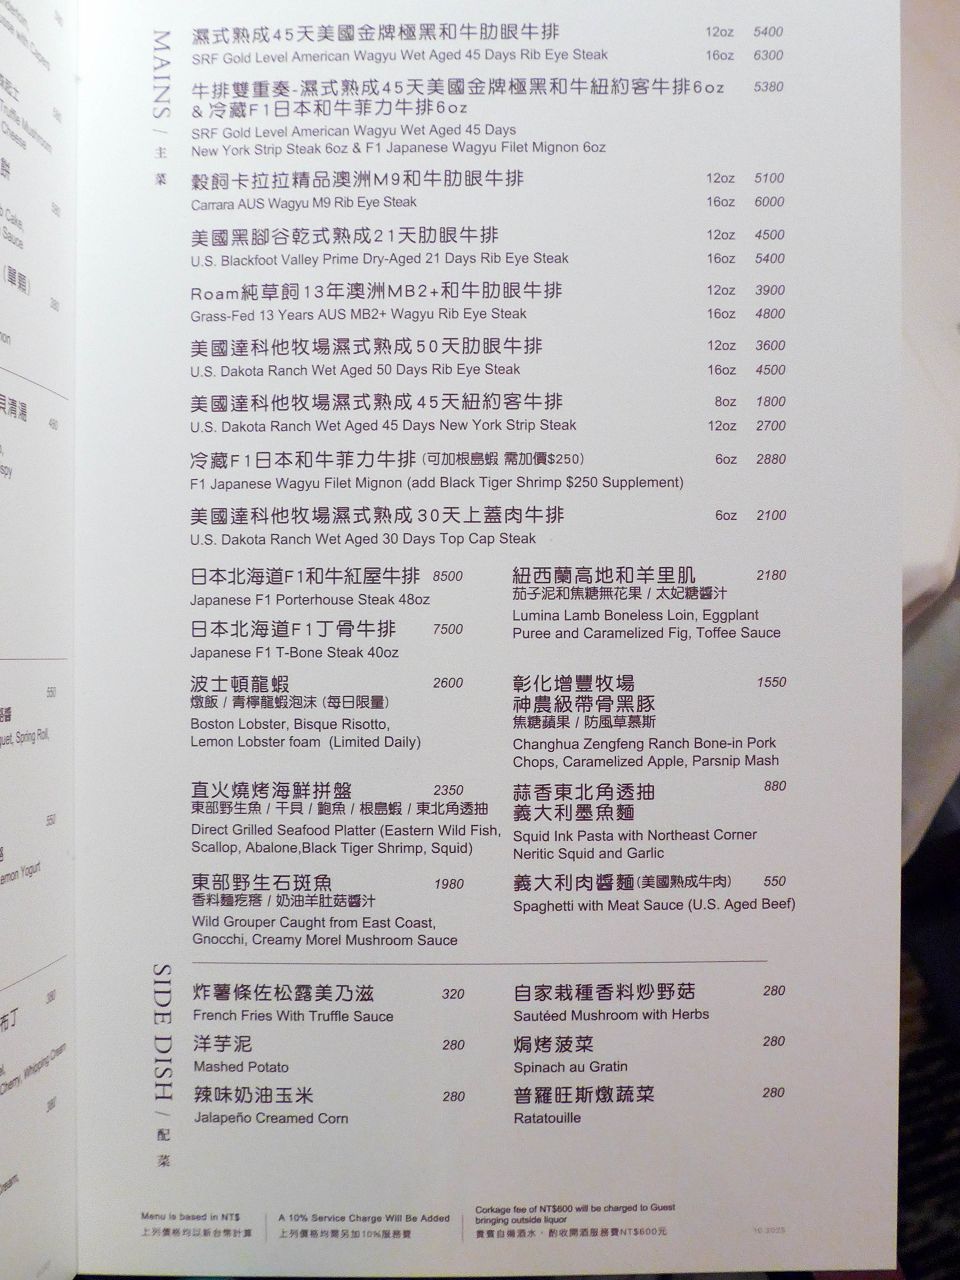 MAINS / 主菜
濕式熟成45天美國金牌極黑和牛肋眼牛排 12oz 5400
SRF Gold Level American Wagyu Wet Aged 45 Days Rib Eye Steak 16oz 6300
牛排雙重奏-濕式熟成45天美國金牌極黑和牛紐約客牛排6oz 5380
& 冷藏F1日本和牛菲力牛排6oz
SRF Gold Level American Wagyu Wet Aged 45 Days
New York Strip Steak 6oz & F1 Japanese Wagyu Filet Mignon 6oz
穀飼卡拉拉精品澳洲M9和牛肋眼牛排 12oz 5100
Carrara AUS Wagyu M9 Rib Eye Steak 16oz 6000
美國黑腳谷乾式熟成21天肋眼牛排 12oz 4500
U.S. Blackfoot Valley Prime Dry-Aged 21 Days Rib Eye Steak 16oz 5400
Roam純草飼13年澳洲MB2+和牛肋眼牛排 12oz 3900
Grass-Fed 13 Years AUS MB2+ Wagyu Rib Eye Steak 16oz 4800
美國達科他牧場濕式熟成50天肋眼牛排 12oz 3600
U.S. Dakota Ranch Wet Aged 50 Days Rib Eye Steak 16oz 4500
美國達科他牧場濕式熟成45天紐約客牛排 8oz 1800
U.S. Dakota Ranch Wet Aged 45 Days New York Strip Steak 12oz 2700
冷藏F1日本和牛菲力牛排 (可加根島蝦 需加價$250) 6oz 2880
F1 Japanese Wagyu Filet Mignon (add Black Tiger Shrimp $250 Supplement)
美國達科他牧場濕式熟成30天上蓋肉牛排 6oz 2100
U.S. Dakota Ranch Wet Aged 30 Days Top Cap Steak
日本北海道F1和牛紅屋牛排 8500
Japanese F1 Porterhouse Steak 48oz
日本北海道F1丁骨牛排 7500
Japanese F1 T-Bone Steak 40oz
波士頓龍蝦 2600
燉飯 / 青檸龍蝦泡沫 (每日限量)
Boston Lobster, Bisque Risotto,
Lemon Lobster foam (Limited Daily)
直火燒烤海鮮拼盤 2350
東部野生魚 / 干貝 / 鮑魚 / 根島蝦 / 東北角透抽
Direct Grilled Seafood Platter (Eastern Wild Fish,
Scallop, Abalone,Black Tiger Shrimp, Squid)
東部野生石斑魚 1980
香料麵疙瘩 / 奶油羊肚菇醬汁
Wild Grouper Caught from East Coast,
Gnocchi, Creamy Morel Mushroom Sauce
紐西蘭高地和羊里肌 2180
茄子泥和焦糖無花果 / 太妃糖醬汁
Lumina Lamb Boneless Loin, Eggplant
Puree and Caramelized Fig, Toffee Sauce
彰化增豐牧場 1550
神農級帶骨黑豚
焦糖蘋果 / 防風草慕斯
Changhua Zengfeng Ranch Bone-in Pork
Chops, Caramelized Apple, Parsnip Mash
蒜香東北角透抽 880
義大利墨魚麵
Squid Ink Pasta with Northeast Corner
Neritic Squid and Garlic
義大利肉醬麵(美國熟成牛肉) 550
Spaghetti with Meat Sauce (U.S. Aged Beef)
SIDE DISH / 配菜
炸薯條佐松露美乃滋 320
French Fries With Truffle Sauce
洋芋泥 280
Mashed Potato
辣味奶油玉米 280
Jalapeño Creamed Corn
自家栽種香料炒野菇 280
Sautéed Mushroom with Herbs
焗烤菠菜 280
Spinach au Gratin
普羅旺斯燉蔬菜 280
Ratatouille
Menu is based in NT$
上列價格均以新台幣計算
A 10% Service Charge Will Be Added
上列價格均需另加10%服務費
Corkage fee of NT$600 will be charged to Guest
bringing outside liquor
貴賓自備酒水，酌收開酒服務費NT$600元
10.2025